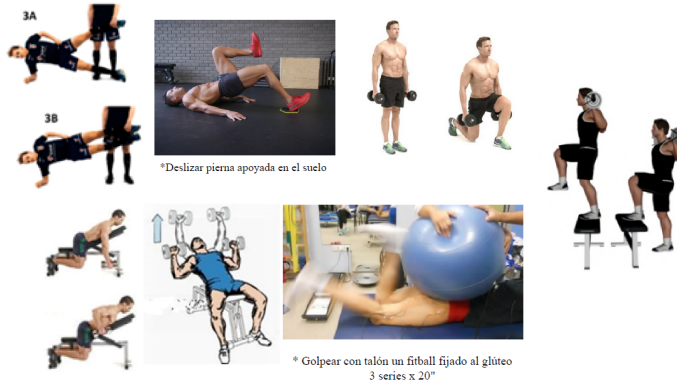 3A
3B
*Deslizar pierna apoyada en el suelo
* Golpear con talón un fitball fijado al glúteo
3 series x 20"